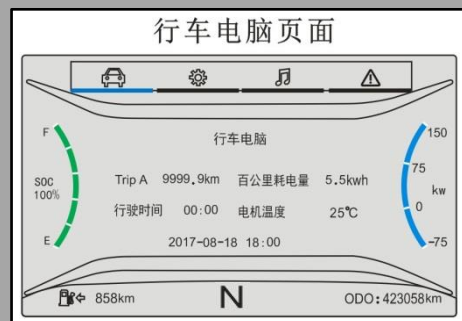 行车电脑页面
行车电脑
F
150
75
SOC
100%
kw
0
E
-75
Trip A 9999.9km 百公里耗电量 5.5kwh
行驶时间 00:00 电机温度 25℃
2017-08-18 18:00
858km N ODO:423058km